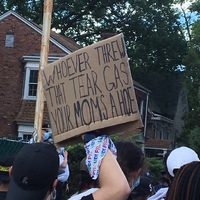 WHOEVER THREW
THAT TEAR GAS,
YOUR MOMS A HOE